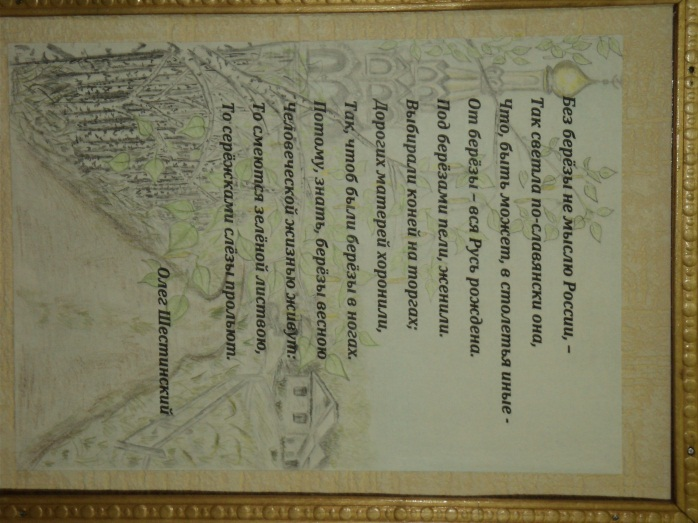 Без берёзы не мыслю России, –
Так светла по-славянски она,
Что, быть может, в столетья иные -
От берёзы – вся Русь рождена.
Под берёзами пели, женили.
Выбирали коней на торгах;
Дорогих матерей хоронили,
Так, чтоб были берёзы в ногах.
Потому, знать, берёзы весною
Человеческой жизнью живут:
То смеются зелёной листвою,
То серёжками слёзы прольют.
Олег Шестинский